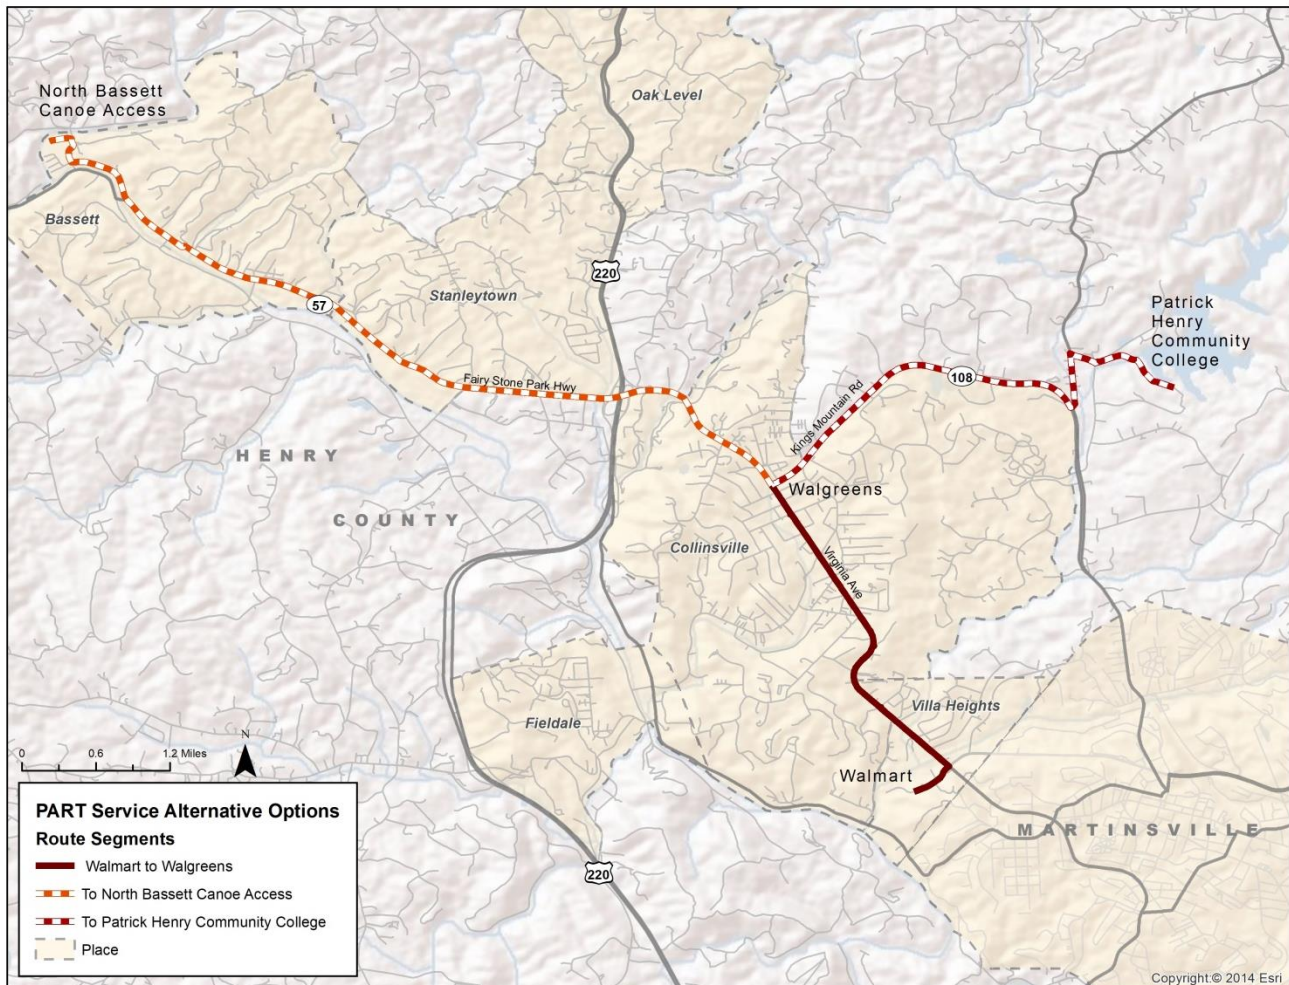 North Bassett
Canoe Access
Oak Level
Bassett
220
Stanleytown
57
Patrick
Henry
Community
College
Fairy Stone Park Hwy
108
Kings Mountain Rd
HENRY
COUNTY
Walgreens
Collinsville
Virginia Ave
Villa Heights
Fieldale
Walmart
N
0 0.6 1.2 Miles
MARTINSVILLE
220
PART Service Alternative Options
Route Segments
Walmart to Walgreens
To North Bassett Canoe Access
To Patrick Henry Community College
Place
Copyright:© 2014 Esri